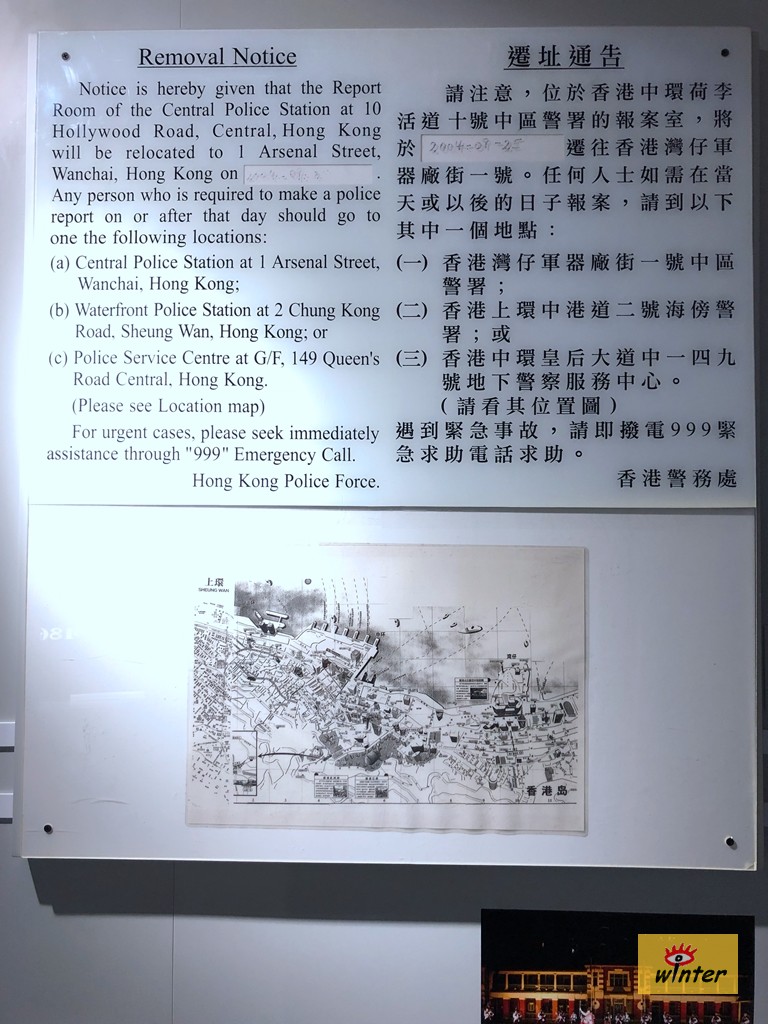 Removal Notice
Notice is hereby given that the Report
Room of the Central Police Station at 10
Hollywood Road, Central, Hong Kong
will be relocated to 1 Arsenal Street,
Wanchai, Hong Kong on .
Any person who is required to make a police
report on or after that day should go to
one the following locations:
(a) Central Police Station at 1 Arsenal Street,
Wanchai, Hong Kong;
(b) Waterfront Police Station at 2 Chung Kong
Road, Sheung Wan, Hong Kong; or
(c) Police Service Centre at G/F, 149 Queen's
Road Central, Hong Kong.
(Please see Location map)
For urgent cases, please seek immediately
assistance through "999" Emergency Call.
Hong Kong Police Force.
遷址通告
請注意，位於香港中環荷李
活道十號中區警署的報案室，將
於 遷往香港灣仔軍
器廠街一號。任何人士如需在當
天或以後的日子報案，請到以下
其中一個地點：
(一) 香港灣仔軍器廠街一號中區
警署；
(二) 香港上環中港道二號海傍警
署；或
(三) 香港中環皇后大道中一四九
號地下警察服務中心。
(請看其位置圖)
遇到緊急事故，請即撥電999緊
急求助電話求助。
香港警務處
上環
SHEUNG WAN
灣仔
香港岛
winter